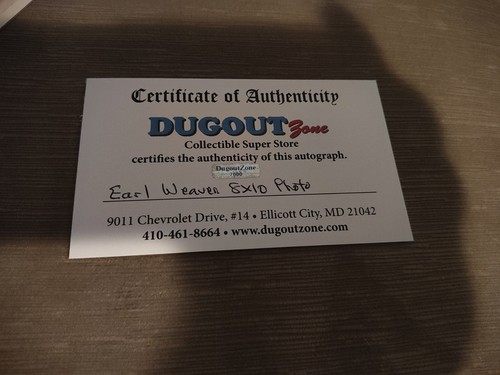 Certificate of Authenticity
DUGOUT Zone
Collectible Super Store
certifies the authenticity of this autograph.
DugoutZone
Earl Weaver 8X10 Photo
9011 Chevrolet Drive, #14 • Ellicott City, MD 21042
410-461-8664 • www.dugoutzone.com